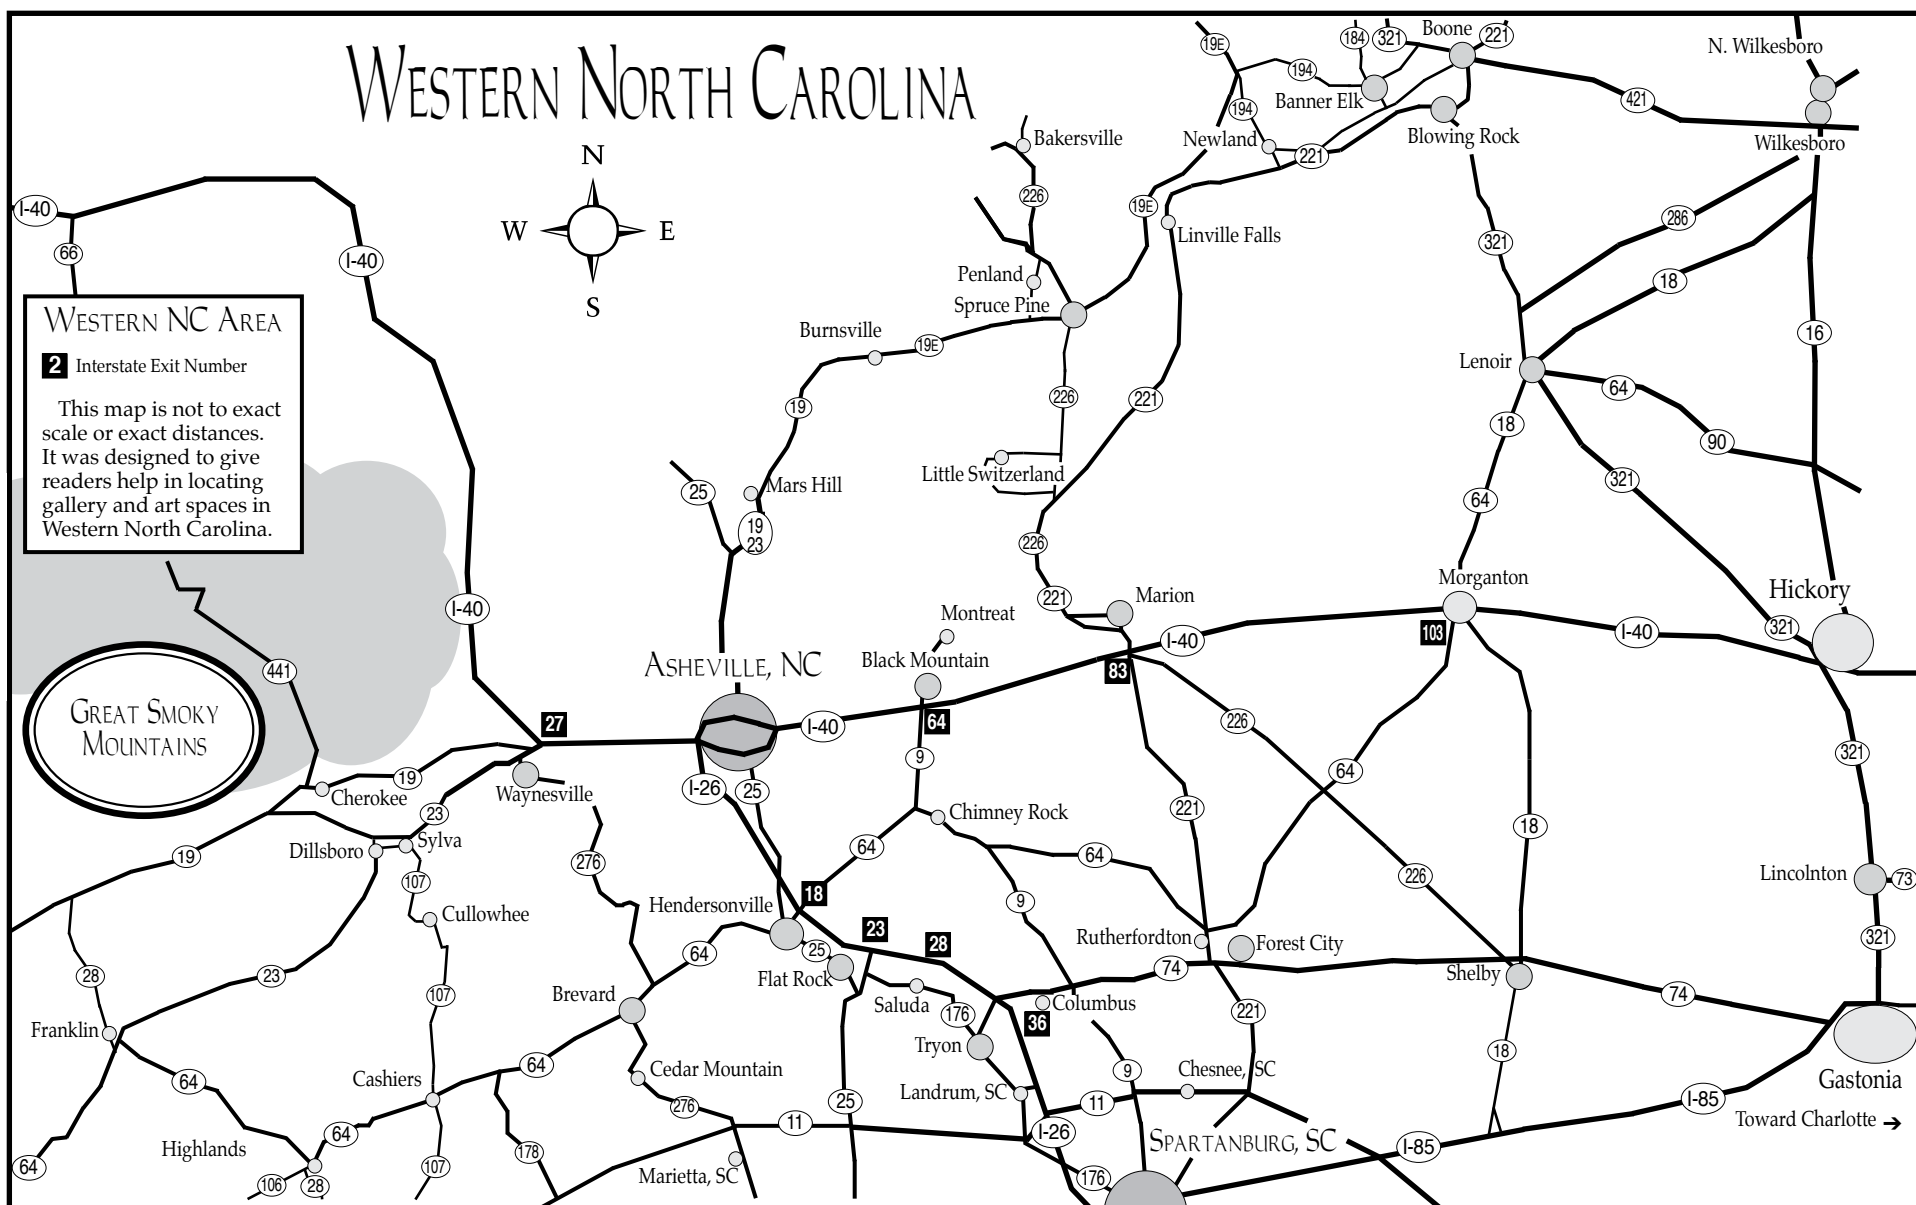 WESTERN NORTH CAROLINA
N
W
E
S
I-40
66
I-40
WESTERN NC AREA
2 Interstate Exit Number
This map is not to exact
scale or exact distances.
It was designed to give
readers help in locating
gallery and art spaces in
Western North Carolina.
I-40
441
GREAT SMOKY
MOUNTAINS
27
19
Cherokee
Waynesville
23
19
Dillsboro
Sylva
107
Cullowhee
276
28
23
107
Franklin
64
64
Cashiers
64
Highlands
64
106
28
107
178
19E
184
321
Boone
221
N. Wilkesboro
194
Banner Elk
194
421
Blowing Rock
Wilkesboro
Newland
221
Bakersville
226
19E
Linville Falls
321
286
18
Penland
Spruce Pine
16
Burnsville
19E
Lenoir
64
19
226
221
18
90
Little Switzerland
25
Mars Hill
64
321
19
23
226
221
Marion
Morganton
Hickory
Montreat
ASHEVILLE, NC
Black Mountain
I-40
103
I-40
321
83
I-40
64
226
9
64
321
I-26
25
Chimney Rock
221
18
64
64
226
Lincolnton
73
18
Hendersonville
9
23
28
Rutherfordton
Forest City
321
64
25
Flat Rock
74
Shelby
74
Brevard
Saluda
176
Columbus
36
221
Tryon
18
Gastonia
Cedar Mountain
9
Chesnee, SC
Landrum, SC
276
25
11
11
I-85
Toward Charlotte ➔
I-26
SPARTANBURG, SC
I-85
Marietta, SC
176